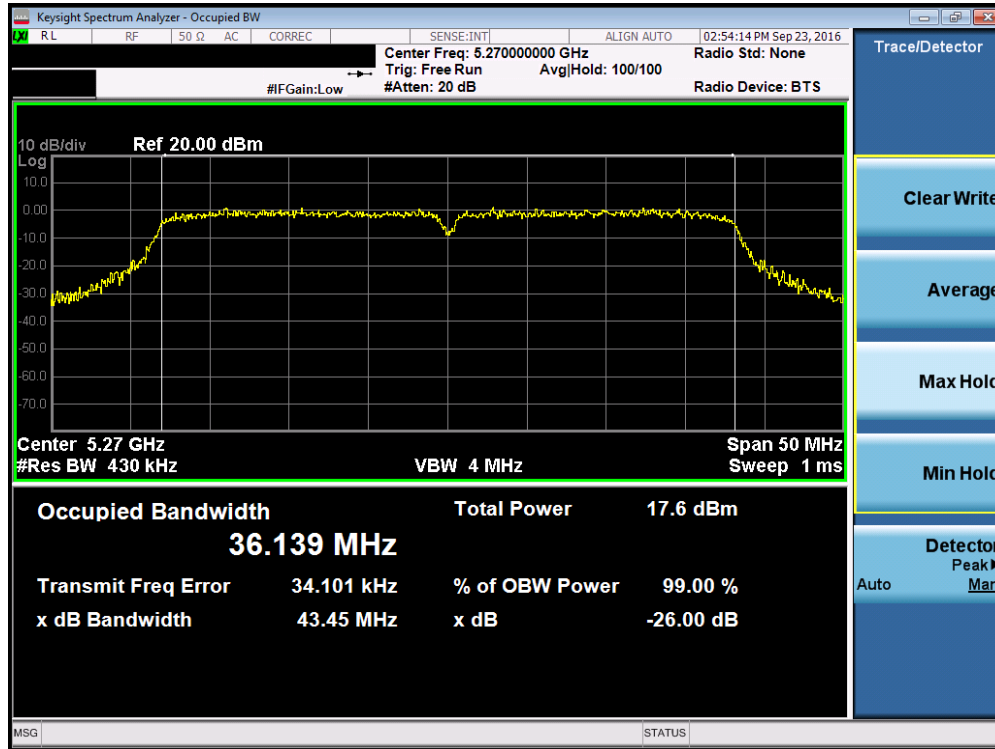 Keysight Spectrum Analyzer - Occupied BW
LXI RL RF 50 Ω AC CORREC SENSE:INT ALIGN AUTO 02:54:14 PM Sep 23, 2016
Center Freq: 5.270000000 GHz Radio Std: None
Trig: Free Run Avg|Hold: 100/100
#IFGain:Low #Atten: 20 dB Radio Device: BTS
Trace/Detector
10 dB/div Ref 20.00 dBm
Log
10.0
0.00
-10.0
-20.0
-30.0
-40.0
-50.0
-60.0
-70.0
Center 5.27 GHz Span 50 MHz
#Res BW 430 kHz VBW 4 MHz Sweep 1 ms
Occupied Bandwidth Total Power 17.6 dBm
36.139 MHz
Transmit Freq Error 34.101 kHz % of OBW Power 99.00 %
x dB Bandwidth 43.45 MHz x dB -26.00 dB
Clear Write
Average
Max Hold
Min Hold
Detector
Peak
Auto Man
MSG STATUS